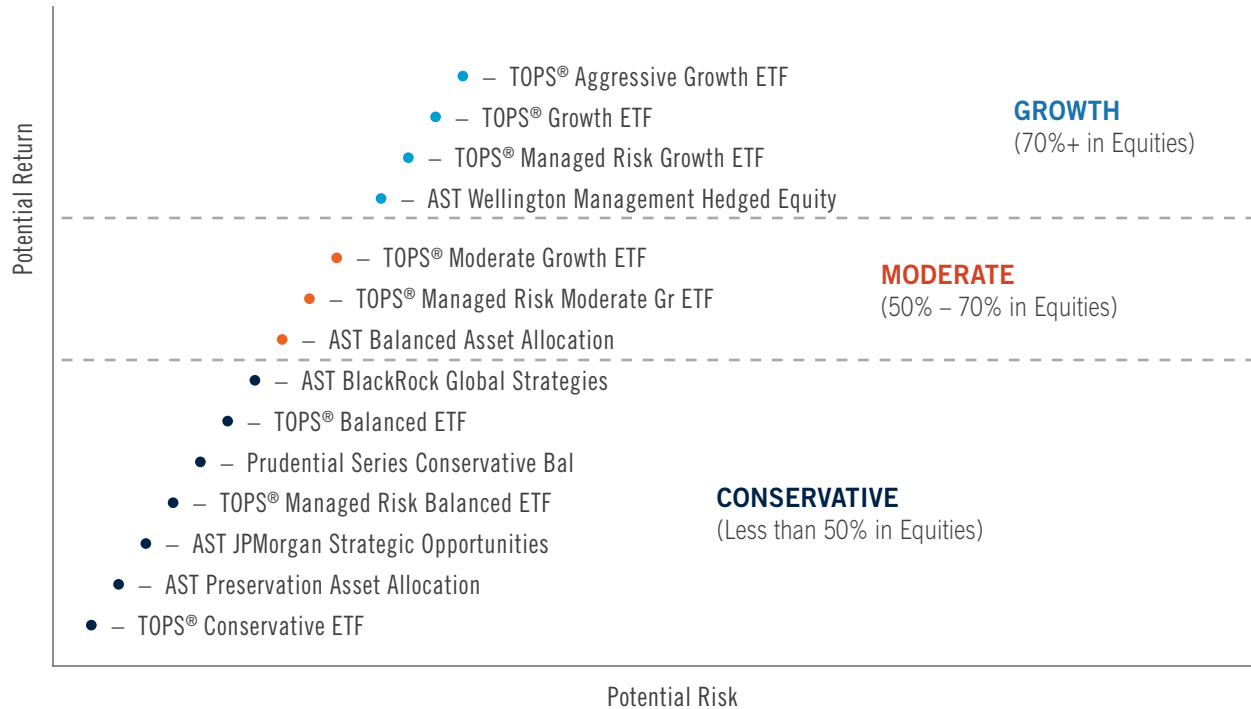 Potential Return
– TOPS® Aggressive Growth ETF
– TOPS® Growth ETF
– TOPS® Managed Risk Growth ETF
– AST Wellington Management Hedged Equity
GROWTH
(70%+ in Equities)
– TOPS® Moderate Growth ETF
– TOPS® Managed Risk Moderate Gr ETF
– AST Balanced Asset Allocation
MODERATE
(50% – 70% in Equities)
– AST BlackRock Global Strategies
– TOPS® Balanced ETF
– Prudential Series Conservative Bal
– TOPS® Managed Risk Balanced ETF
– AST JPMorgan Strategic Opportunities
– AST Preservation Asset Allocation
– TOPS® Conservative ETF
CONSERVATIVE
(Less than 50% in Equities)
Potential Risk